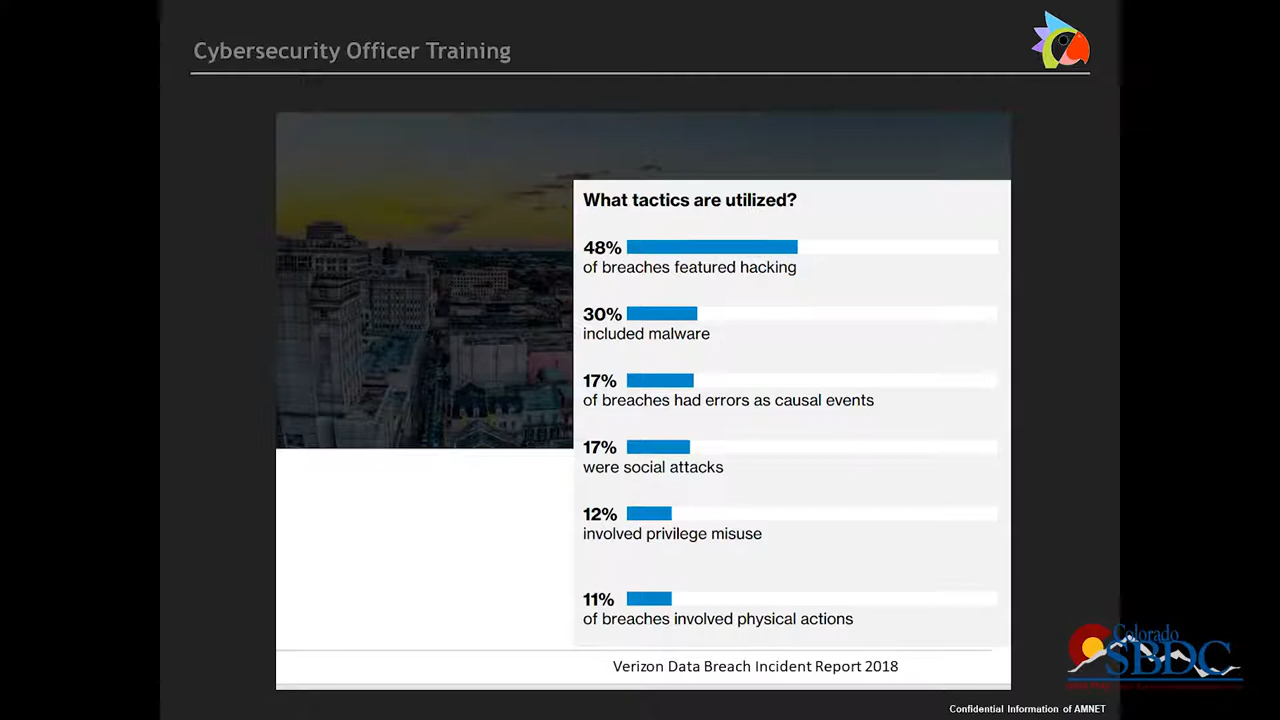 Cybersecurity Officer Training
What tactics are utilized?
48%
of breaches featured hacking
30%
included malware
17%
of breaches had errors as causal events
17%
were social attacks
12%
involved privilege misuse
11%
of breaches involved physical actions
Verizon Data Breach Incident Report 2018
Colorado
SBDC
Confidential Information of AMNET